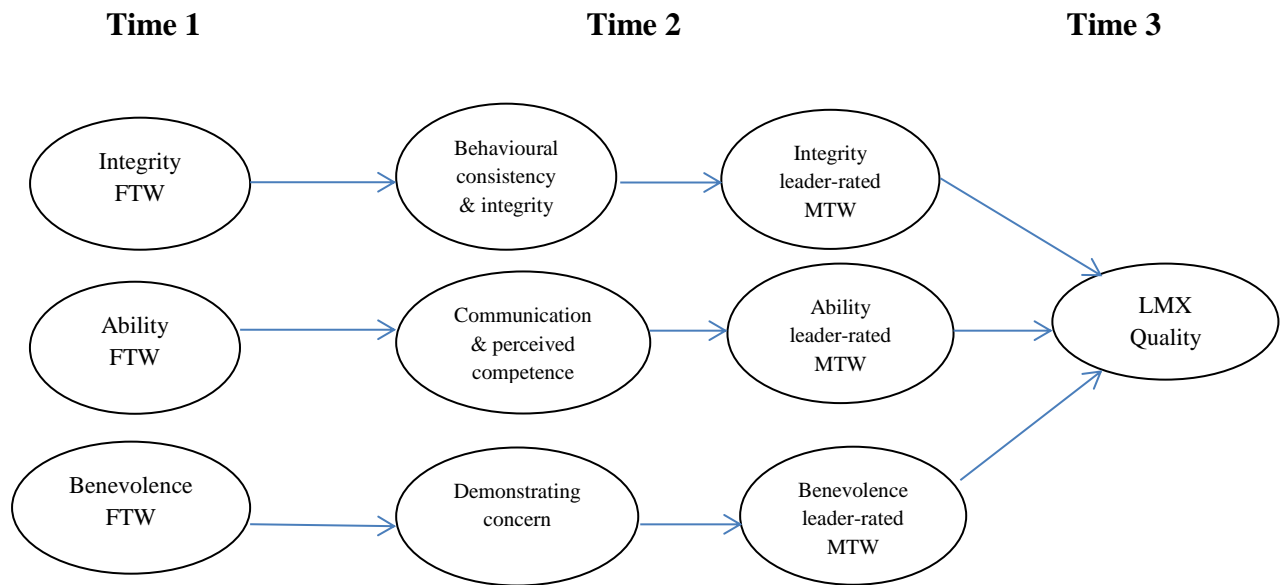 Time 1
Time 2
Time 3
Integrity
FTW
Behavioural
consistency
& integrity
Integrity
leader-rated
MTW
Ability
FTW
Communication
& perceived
competence
Ability
leader-rated
MTW
LMX
Quality
Benevolence
FTW
Demonstrating
concern
Benevolence
leader-rated
MTW